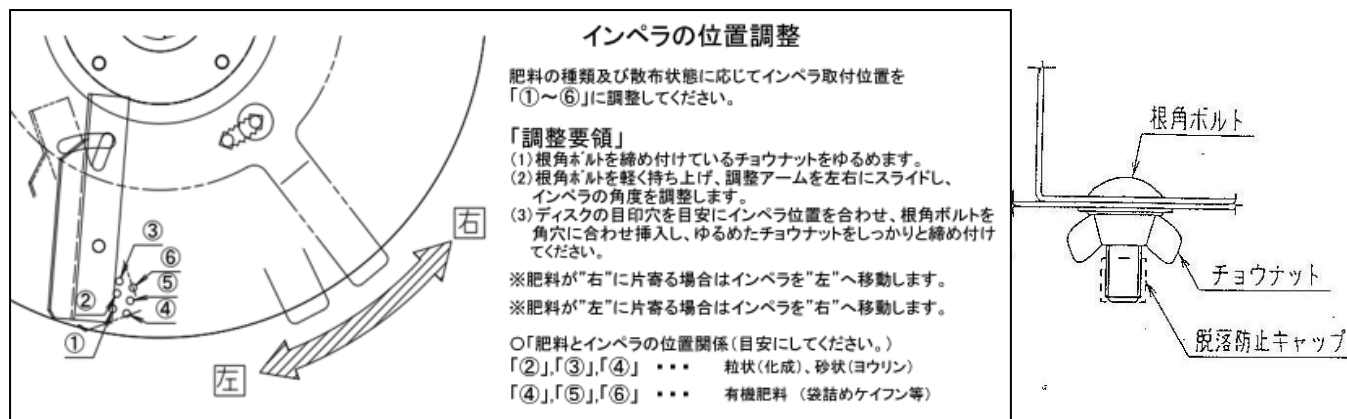 インペラの位置調整
肥料の種類及び散布状態に応じてインペラ取付位置を
「①~⑥」に調整してください。
「調整要領」
(1)根角ボルトを締め付けているチョウナットをゆるめます。
(2)根角ボルトを軽く持ち上げ、調整アームを左右にスライドし、
インペラの角度を調整します。
(3)ディスクの目印穴を目安にインペラ位置を合わせ、根角ボルトを
角穴に合わせ挿入し、ゆるめたチョウナットをしっかりと締め付け
てください。
※肥料が"右"に片寄る場合はインペラを"左"へ移動します。
※肥料が"左"に片寄る場合はインペラを"右"へ移動します。
○「肥料とインペラの位置関係(目安にしてください。)
「②」,「③」,「④」 ・・・ 粒状(化成)、砂状(ヨウリン)
「④」,「⑤」,「⑥」 ・・・ 有機肥料 (袋詰めケイフン等)
③
⑥
⑤
②
④
①
右
左
根角ボルト
チョウナット
脱落防止キャップ